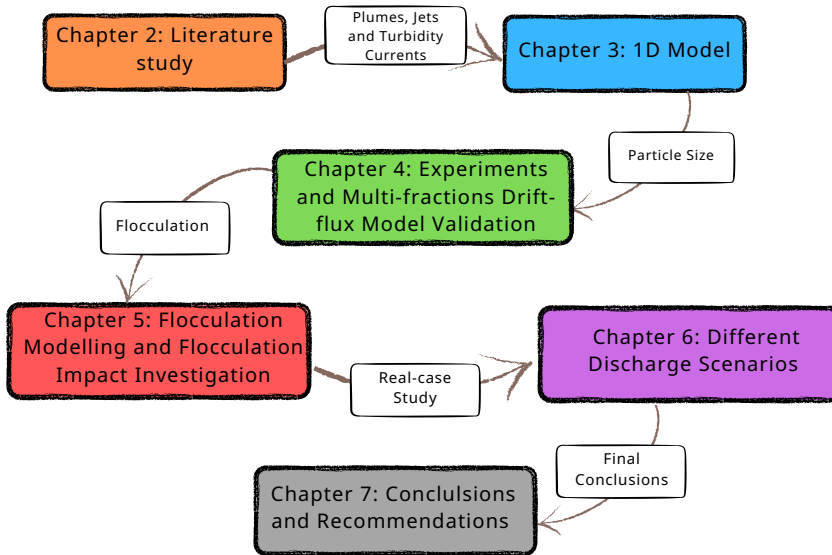 Chapter 2: Literature
study
Plumes, Jets
and Turbidity
Currents
Chapter 3: 1D Model
Particle Size
Chapter 4: Experiments
and Multi-fractions Drift-
flux Model Validation
Flocculation
Chapter 5: Flocculation
Modelling and Flocculation
Impact Investigation
Real-case
Study
Chapter 6: Different
Discharge Scenarios
Final
Conclusions
Chapter 7: Conclulsions
and Recommendations